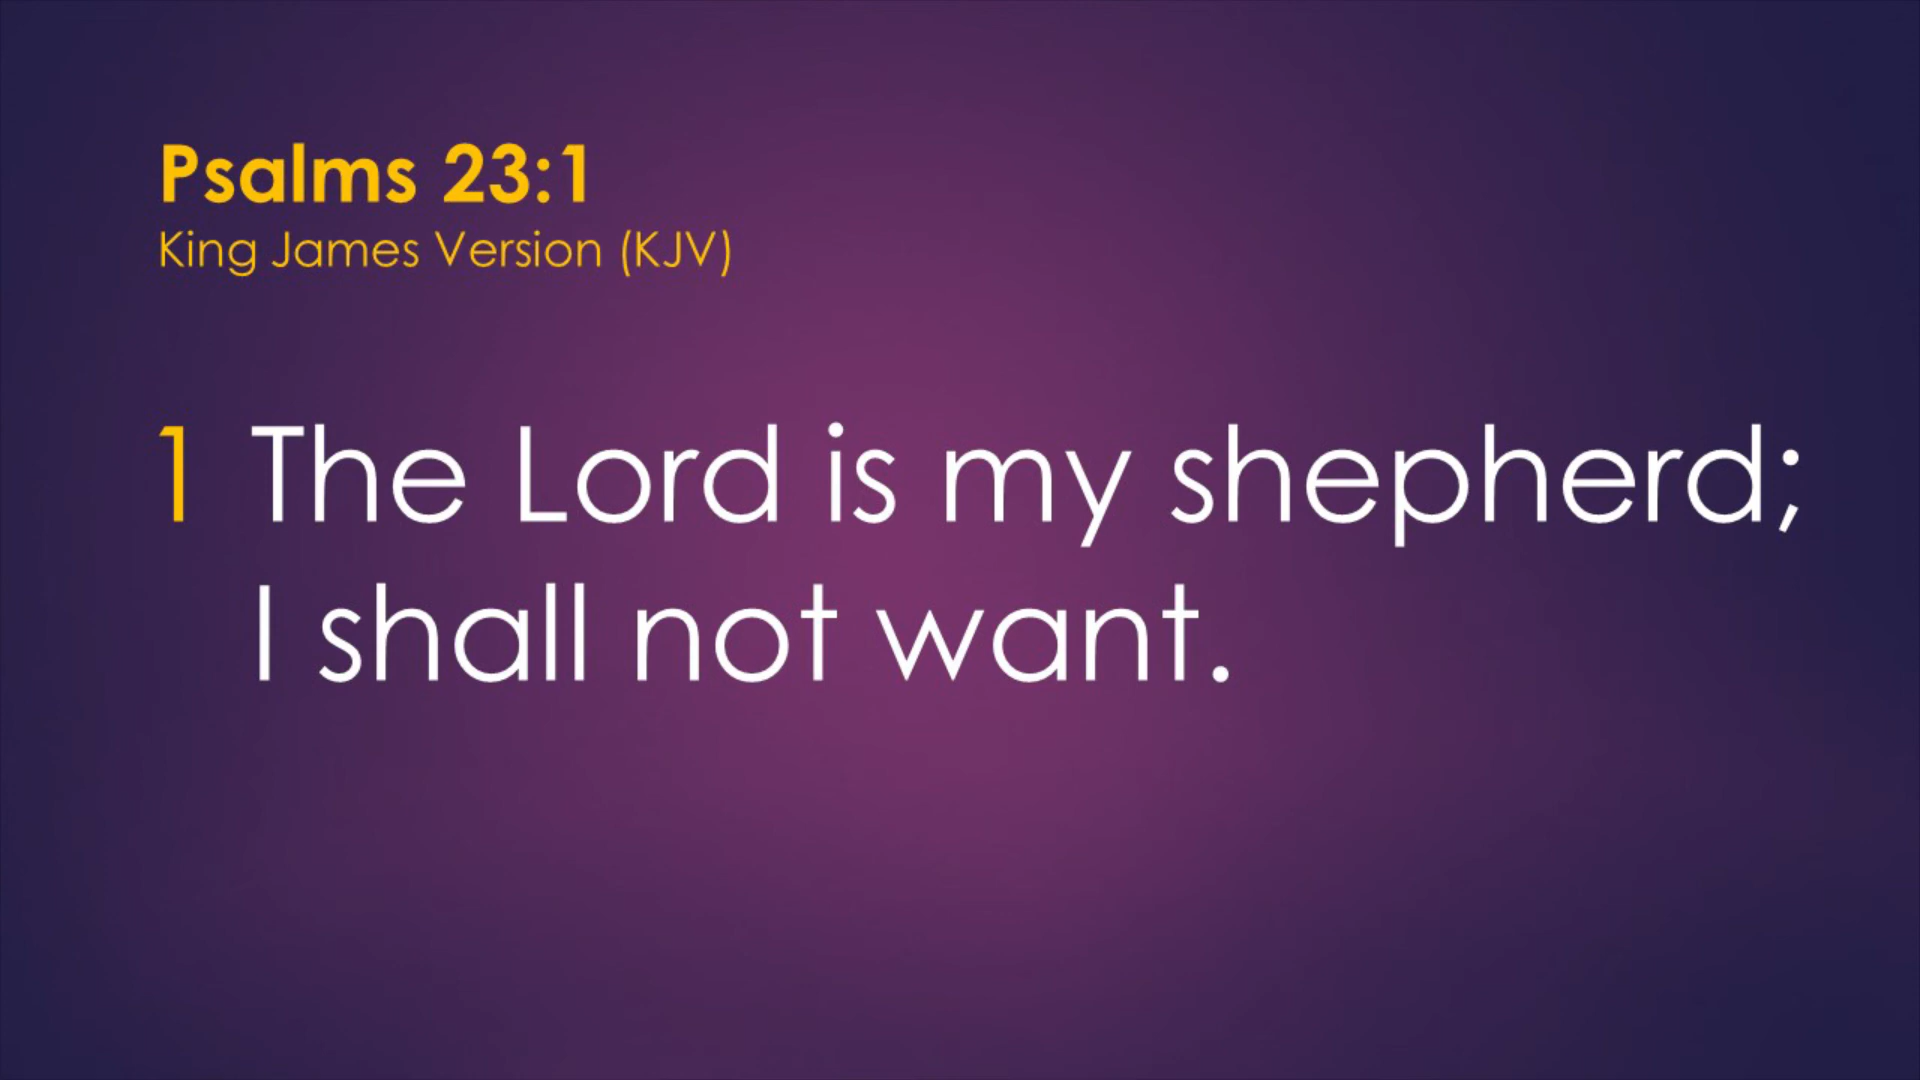 Psalms 23:1
King James Version (KJV)
1 The Lord is my shepherd;
I shall not want.